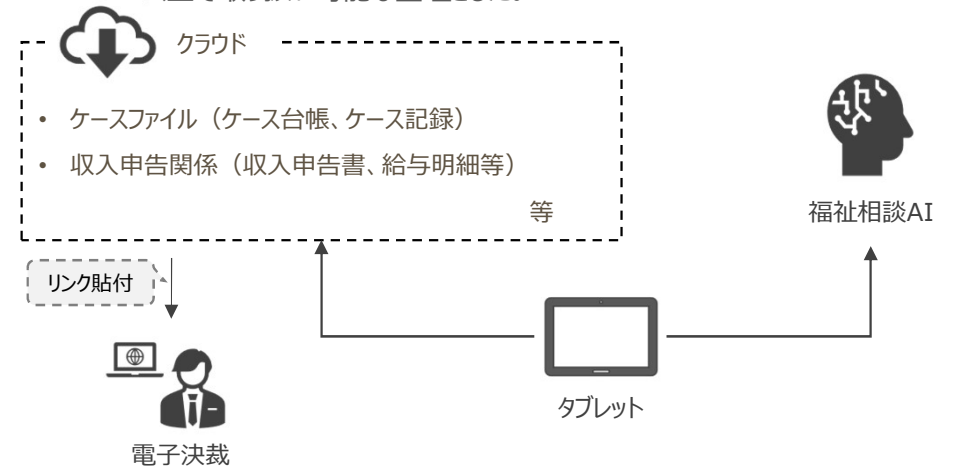 クラウド
• ケースファイル（ケース台帳、ケース記録）
• 収入申告関係（収入申告書、給与明細等）
等
福祉相談AI
リンク貼付
タブレット
電子決裁